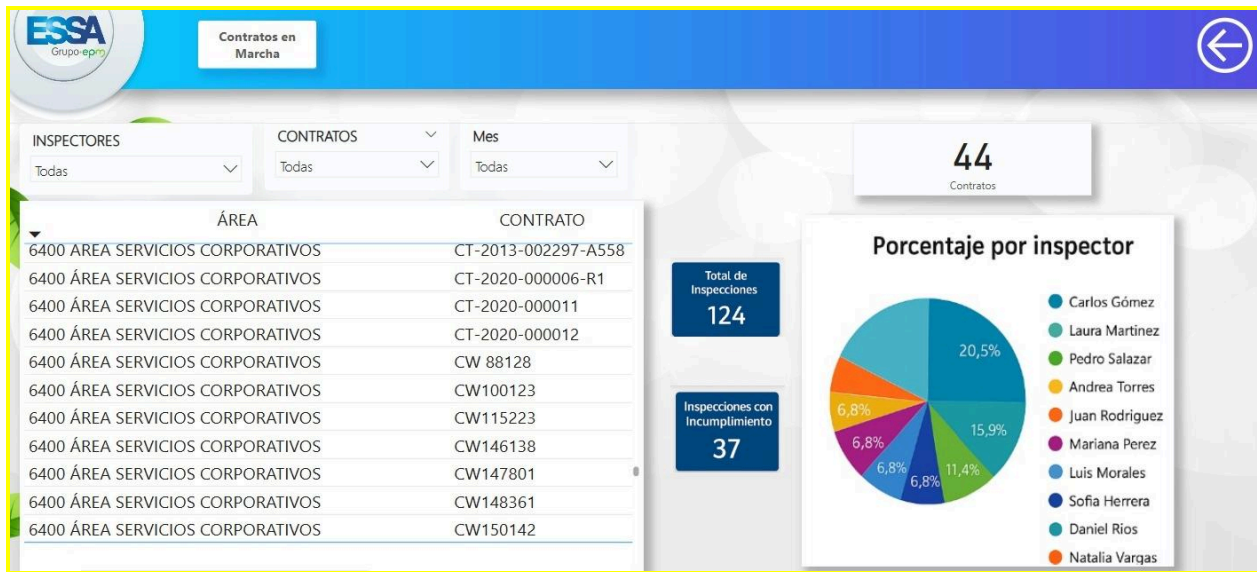 ESSA
Grupo·epm
Contratos en
Marcha
INSPECTORES
Todas
CONTRATOS
Todas
Mes
Todas
44
Contratos
ÁREA CONTRATO
6400 ÁREA SERVICIOS CORPORATIVOS CT-2013-002297-A558
6400 ÁREA SERVICIOS CORPORATIVOS CT-2020-000006-R1
6400 ÁREA SERVICIOS CORPORATIVOS CT-2020-000011
6400 ÁREA SERVICIOS CORPORATIVOS CT-2020-000012
6400 ÁREA SERVICIOS CORPORATIVOS CW 88128
6400 ÁREA SERVICIOS CORPORATIVOS CW100123
6400 ÁREA SERVICIOS CORPORATIVOS CW115223
6400 ÁREA SERVICIOS CORPORATIVOS CW146138
6400 ÁREA SERVICIOS CORPORATIVOS CW147801
6400 ÁREA SERVICIOS CORPORATIVOS CW148361
6400 ÁREA SERVICIOS CORPORATIVOS CW150142
Total de
Inspecciones
124
Inspecciones con
Incumplimiento
37
Porcentaje por inspector
20,5%
15,9%
11,4%
6,8%
6,8%
6,8%
6,8%
Carlos Gómez
Laura Martinez
Pedro Salazar
Andrea Torres
Juan Rodriguez
Mariana Perez
Luis Morales
Sofia Herrera
Daniel Rios
Natalia Vargas